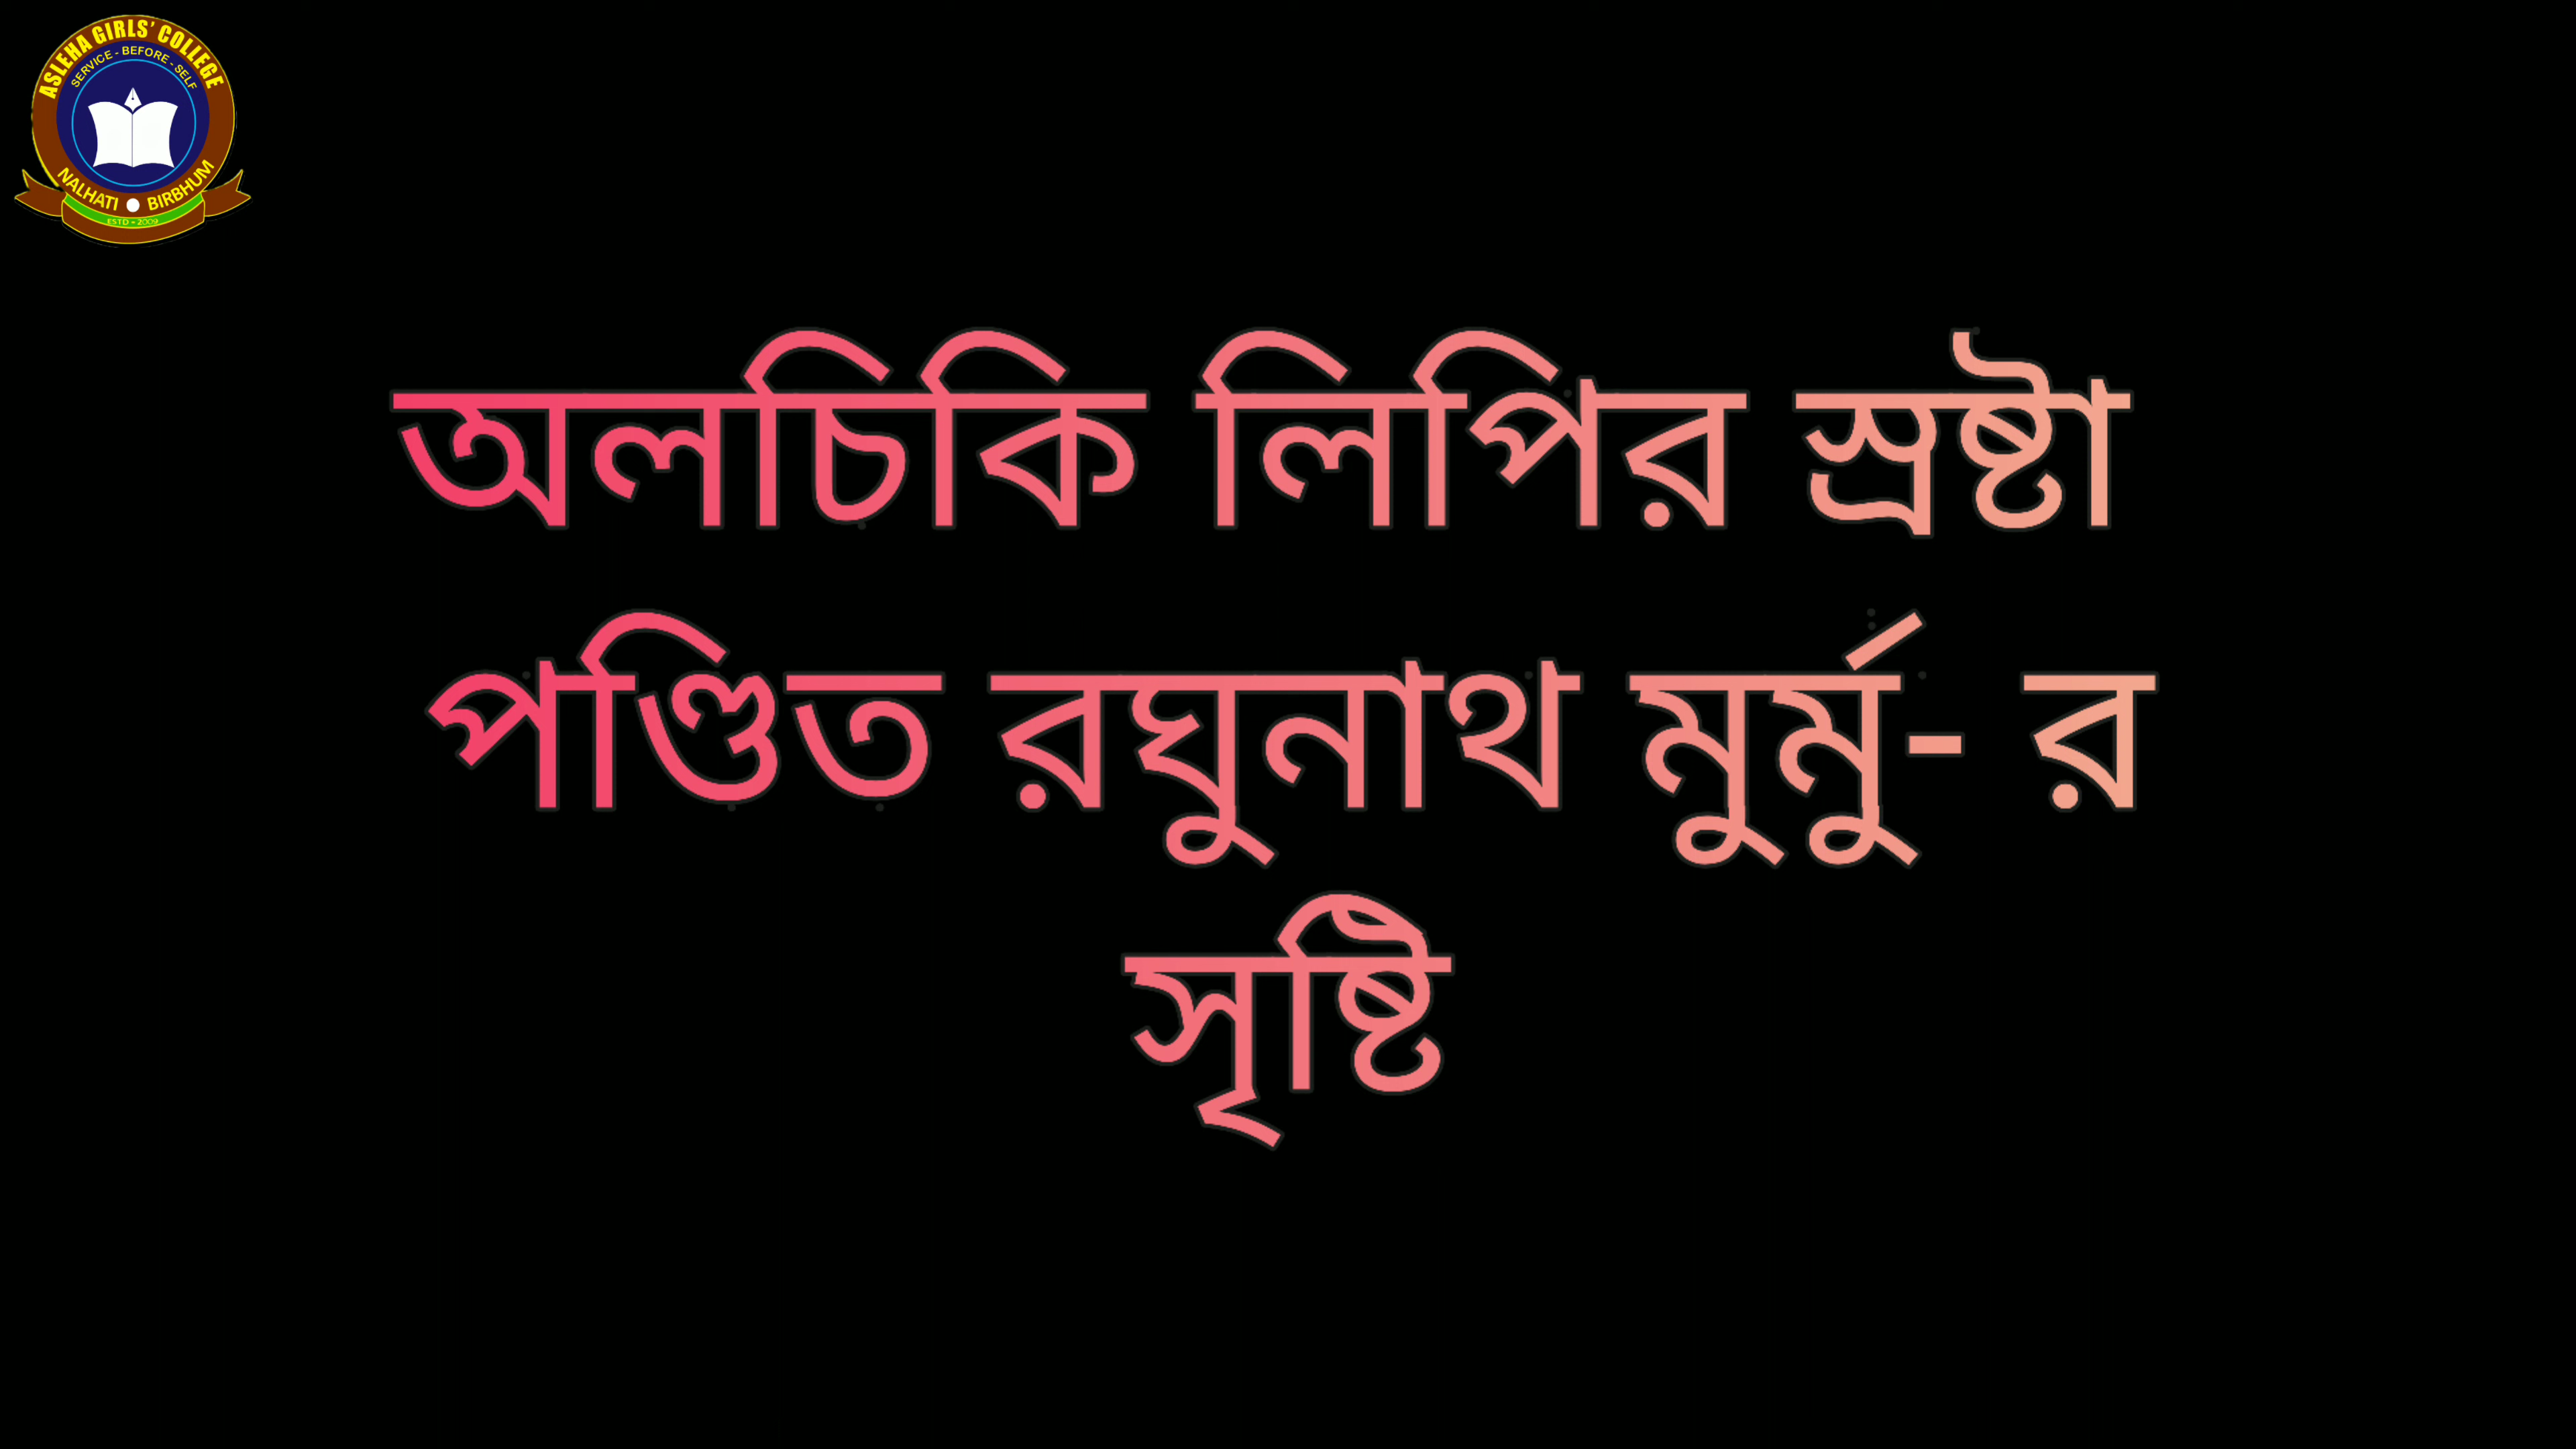 ASLEHA GIRLS' COLLEGE
SERVICE - BEFORE - SELF
NALHATI • BIRBHUM
ESTD - 2009
অলচিকি লিপির স্রষ্টা
পণ্ডিত রঘুনাথ মুর্মু- র
সৃষ্টি